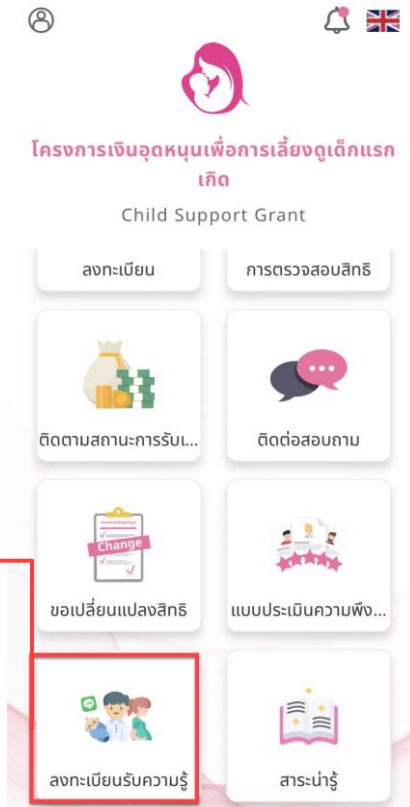 โครงการเงินอุดหนุนเพื่อการเลี้ยงดูเด็กแรก
เกิด
Child Support Grant
ลงทะเบียน
การตรวจสอบสิทธิ
ติดตามสถานะการรับเ...
ติดต่อสอบถาม
Change
ขอเปลี่ยนแปลงสิทธิ
แบบประเมินความพึง...
ลงทะเบียนรับความรู้
สาระน่ารู้